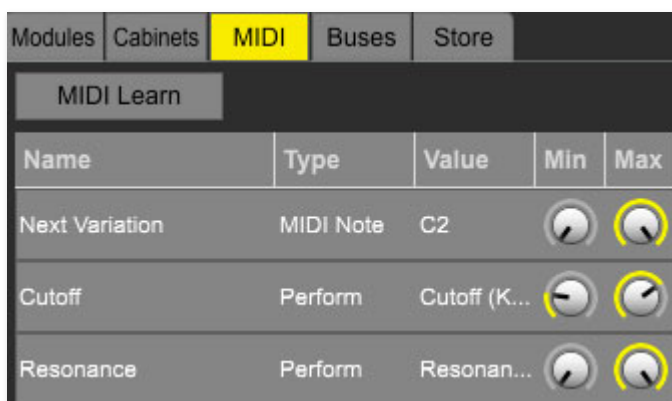 Modules Cabinets MIDI Buses Store
MIDI Learn
Name Type Value Min Max
Next Variation MIDI Note C2
Cutoff Perform Cutoff (K...
Resonance Perform Resonan...